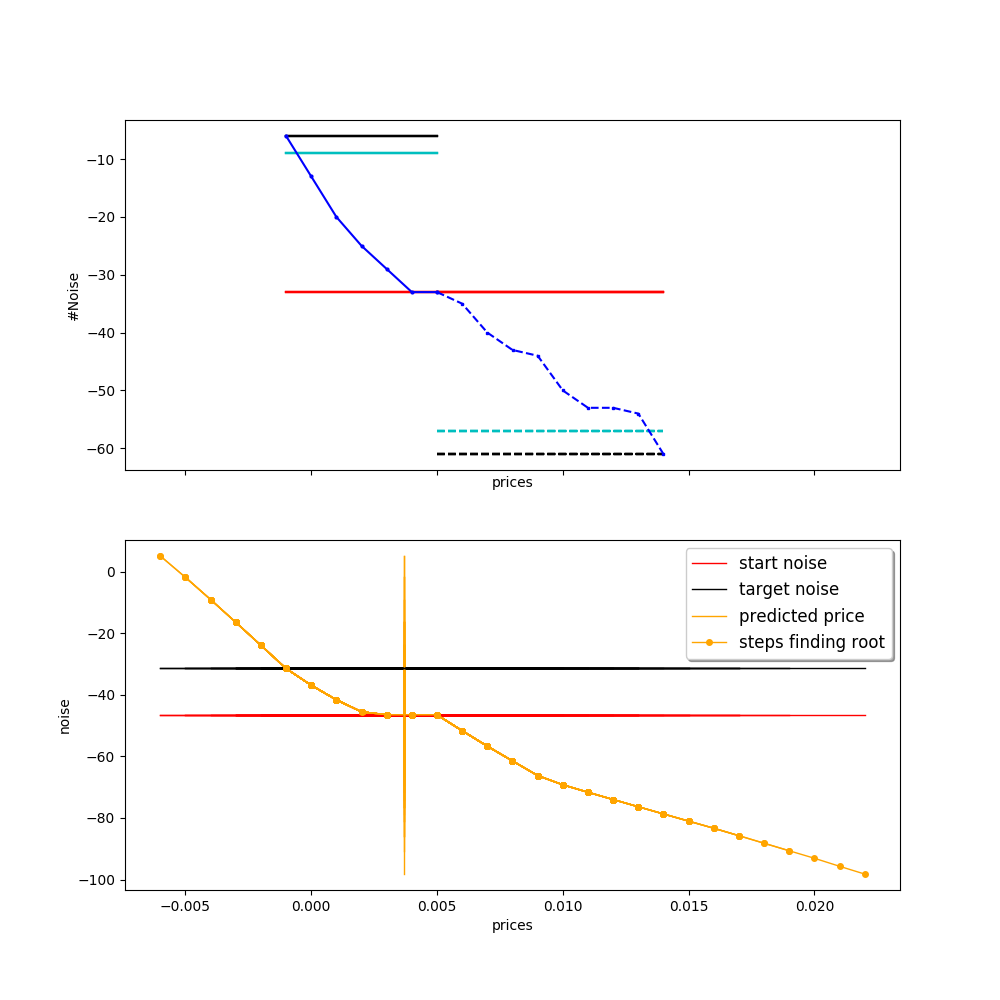 −10
−20
−30
−40
−50
−60
#Noise
prices
0
−20
−40
−60
−80
−100
noise
start noise
target noise
predicted price
steps finding root
−0.005 0.000 0.005 0.010 0.015 0.020
prices